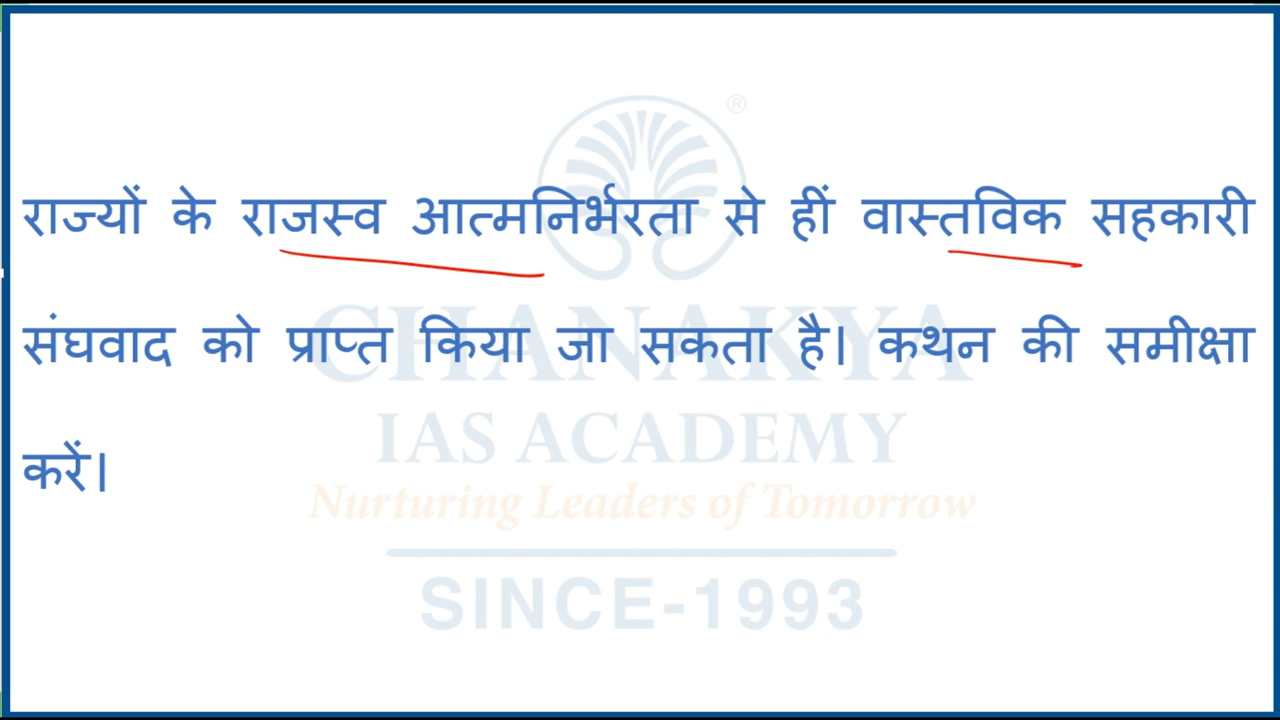 राज्यों के राजस्व आत्मनिर्भरता से हीं वास्तविक सहकारी
संघवाद को प्राप्त किया जा सकता है। कथन की समीक्षा
करें।
®
CHANAKYA
IAS ACADEMY
Nurturing Leaders of Tomorrow
SINCE-1993